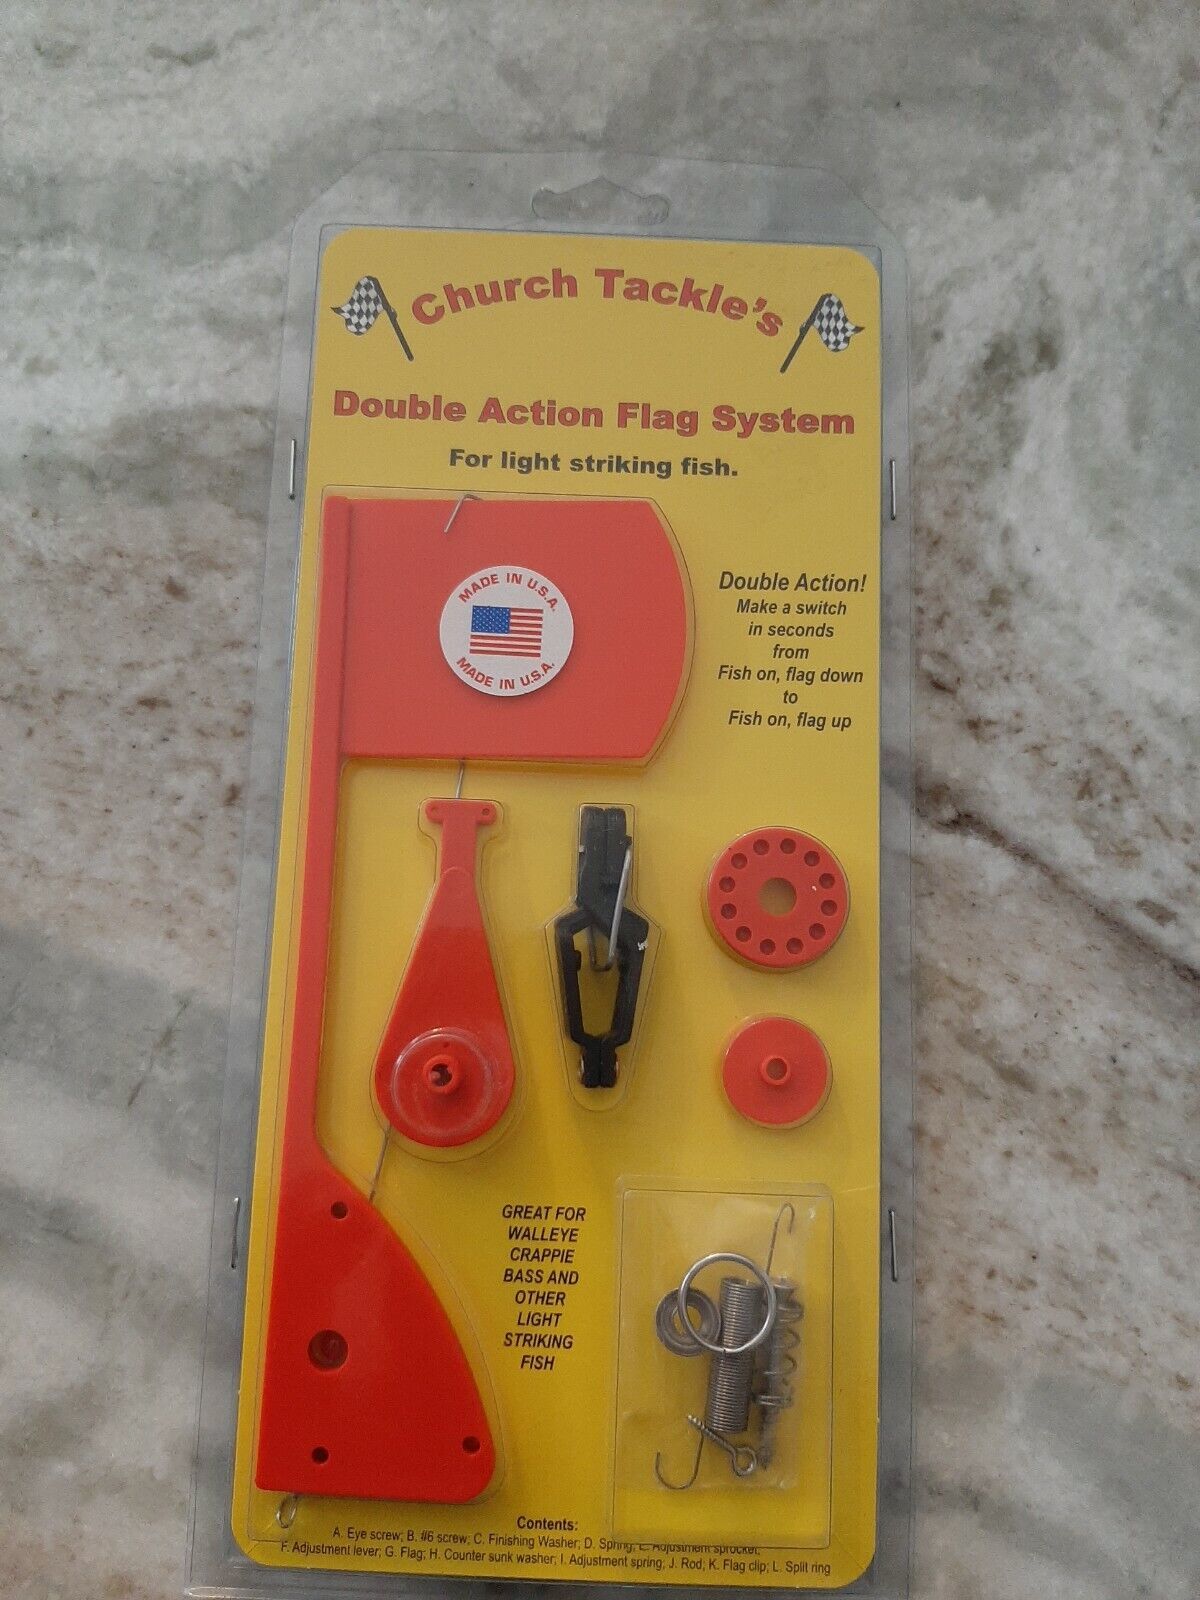 Church Tackle's
Double Action Flag System
For light striking fish.
MADE IN U.S.A.
MADE IN U.S.A.
Double Action!
Make a switch
in seconds
from
Fish on, flag down
to
Fish on, flag up
GREAT FOR
WALLEYE
CRAPPIE
BASS AND
OTHER
LIGHT
STRIKING
FISH
Contents:
A. Eye screw; B. #6 screw; C. Finishing Washer; D. Spring; E. Adjustment sprocket;
F. Adjustment lever; G. Flag; H. Counter sunk washer; I. Adjustment spring; J. Rod; K. Flag clip; L. Split ring